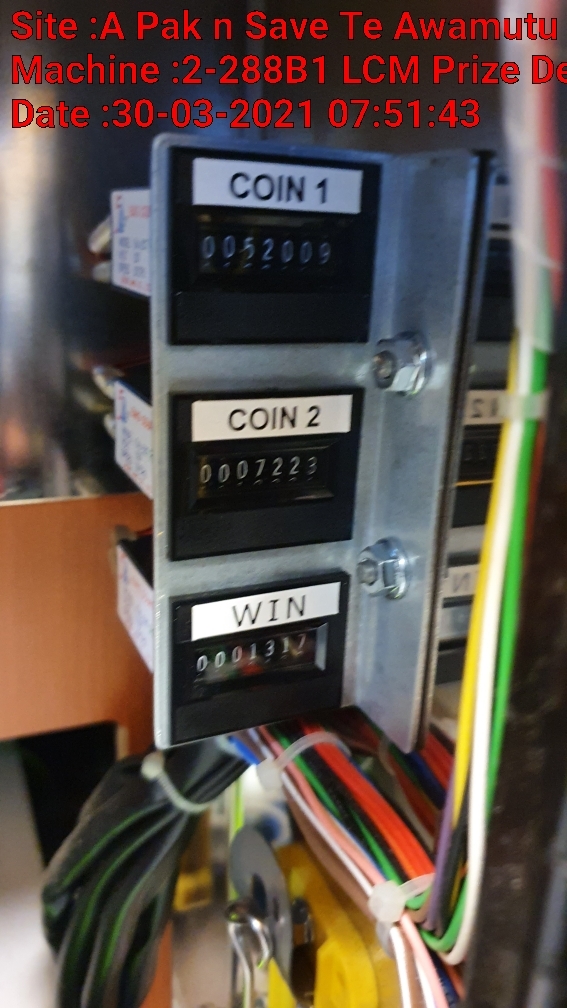 Site :A Pak n Save Te Awamutu
Machine :2-288B1 LCM Prize De
Date :30-03-2021 07:51:43
COIN 1
0052009
COIN 2
0007223
WIN
0001317